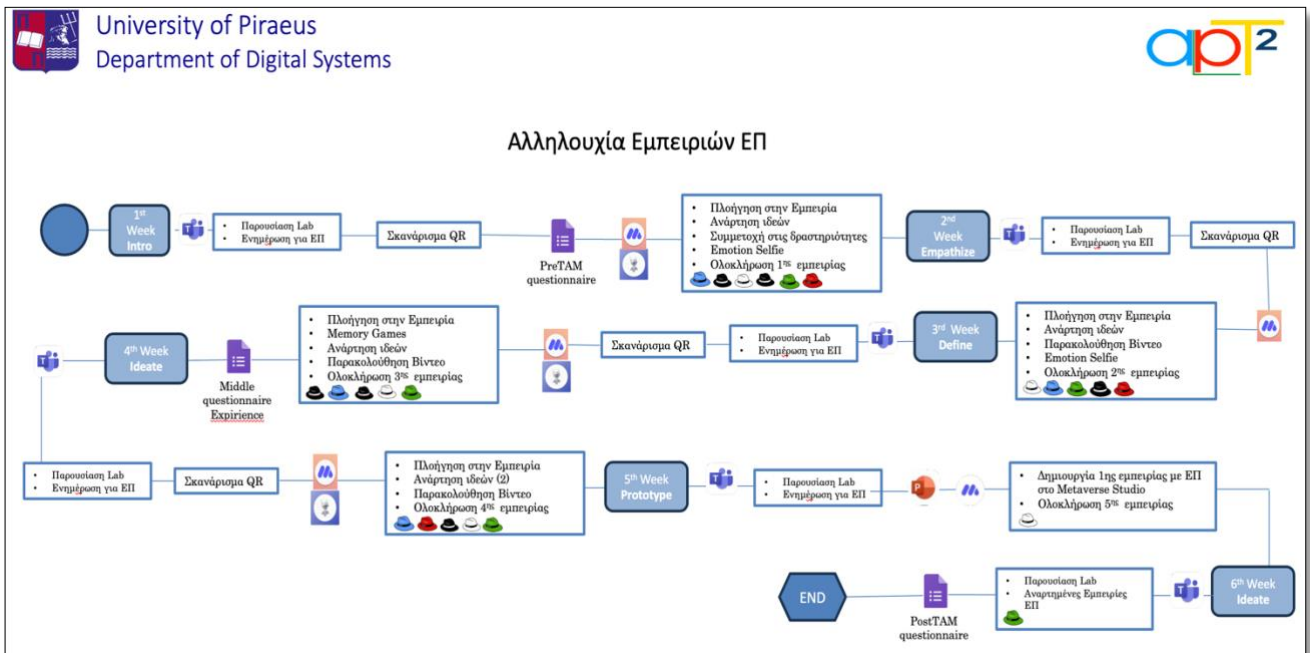 University of Piraeus
Department of Digital Systems
apT2
Αλληλουχία Εμπειριών ΕΠ
1st
Week
Intro
• Παρουσίαση Lab
• Ενημέρωση για ΕΠ
Σκανάρισμα QR
PreTAM
questionnaire
• Πλοήγηση στην Εμπειρία
• Ανάρτηση ιδεών
• Συμμετοχή στις δραστηριότητες
• Emotion Selfie
• Ολοκλήρωση 1ης εμπειρίας
2nd
Week
Empathize
• Παρουσίαση Lab
• Ενημέρωση για ΕΠ
Σκανάρισμα QR
• Πλοήγηση στην Εμπειρία
• Ανάρτηση ιδεών
• Παρακολούθηση Βίντεο
• Emotion Selfie
• Ολοκλήρωση 2ης εμπειρίας
3rd Week
Define
• Παρουσίαση Lab
• Ενημέρωση για ΕΠ
Σκανάρισμα QR
• Πλοήγηση στην Εμπειρία
• Memory Games
• Ανάρτηση ιδεών
• Παρακολούθηση Βίντεο
• Ολοκλήρωση 3ης εμπειρίας
Middle
questionnaire
Expirience
4th Week
Ideate
• Παρουσίαση Lab
• Ενημέρωση για ΕΠ
Σκανάρισμα QR
• Πλοήγηση στην Εμπειρία
• Ανάρτηση ιδεών (2)
• Παρακολούθηση Βίντεο
• Ολοκλήρωση 4ης εμπειρίας
5th Week
Prototype
• Παρουσίαση Lab
• Ενημέρωση για ΕΠ
• Δημιουργία 1ης εμπειρίας με ΕΠ
στο Metaverse Studio
• Ολοκλήρωση 5ης εμπειρίας
6th Week
Ideate
• Παρουσίαση Lab
• Αναρτημένες Εμπειρίες
ΕΠ
PostTAM
questionnaire
END